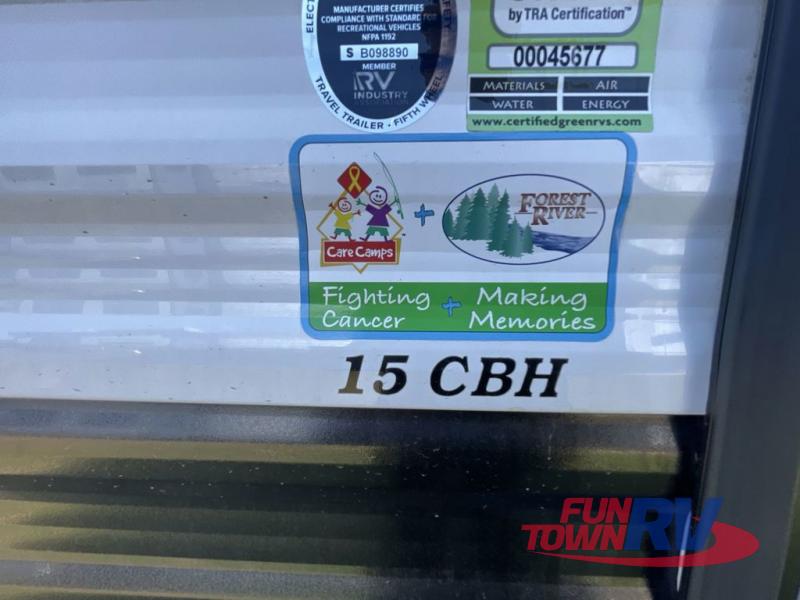 ELECT
MANUFACTURER CERTIFIES
COMPLIANCE WITH STANDARD FOR
RECREATIONAL VEHICLES
NFPA 1192
S B098890
MEMBER
RV
INDUSTRY
ASSOCIATION
TRAVEL TRAILER • FIFTH WHEEL
by TRA Certification™
00045677
MATERIALS AIR
WATER ENERGY
www.certifiedgreenrvs.com
Care Camps
+
FOREST
RIVER
Fighting + Making
Cancer Memories
15 CBH
FUN
TOWN RV